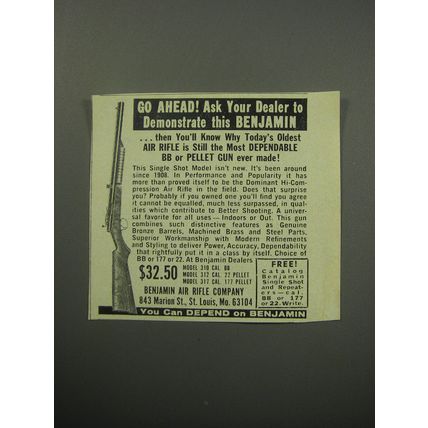 GO AHEAD! Ask Your Dealer to
Demonstrate this BENJAMIN
. . . then You'll Know Why Today's Oldest
AIR RIFLE is Still the Most DEPENDABLE
BB or PELLET GUN ever made!
This Single Shot Model isn't new. It's been around
since 1908. In Performance and Popularity it has
more than proved itself to be the Dominant Hi-Com-
pression Air Rifle in the field. Does that surprise
you? Probably if you owned one you'll find you agree
it cannot be equalled, much less surpassed, in qual-
ities which contribute to Better Shooting. A univer-
sal favorite for all uses — Indoors or Out. This gun
combines such distinctive features as Genuine
Bronze Barrels, Machined Brass and Steel Parts,
Superior Workmanship with Modern Refinements
and Styling to deliver Power, Accuracy, Dependability
that rightfully put it in a class by itself. Choice of
BB or 177 or 22. At Benjamin Dealers
$32.50
MODEL 310 CAL. BB
MODEL 312 CAL. 22 PELLET
MODEL 317 CAL. 177 PELLET
BENJAMIN AIR RIFLE COMPANY
843 Marion St., St. Louis, Mo. 63104
FREE!
Catalog
Benjamin
Single Shot
and Repeat-
ers—cal.
BB or 177
or 22. Write.
You Can DEPEND on BENJAMIN